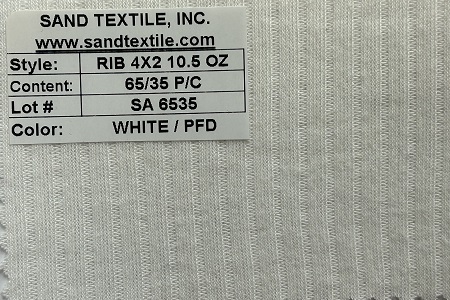 SAND TEXTILE, INC.
www.sandtextile.com
Style: RIB 4X2 10.5 OZ
Content: 65/35 P/C
Lot # SA 6535
Color: WHITE / PFD